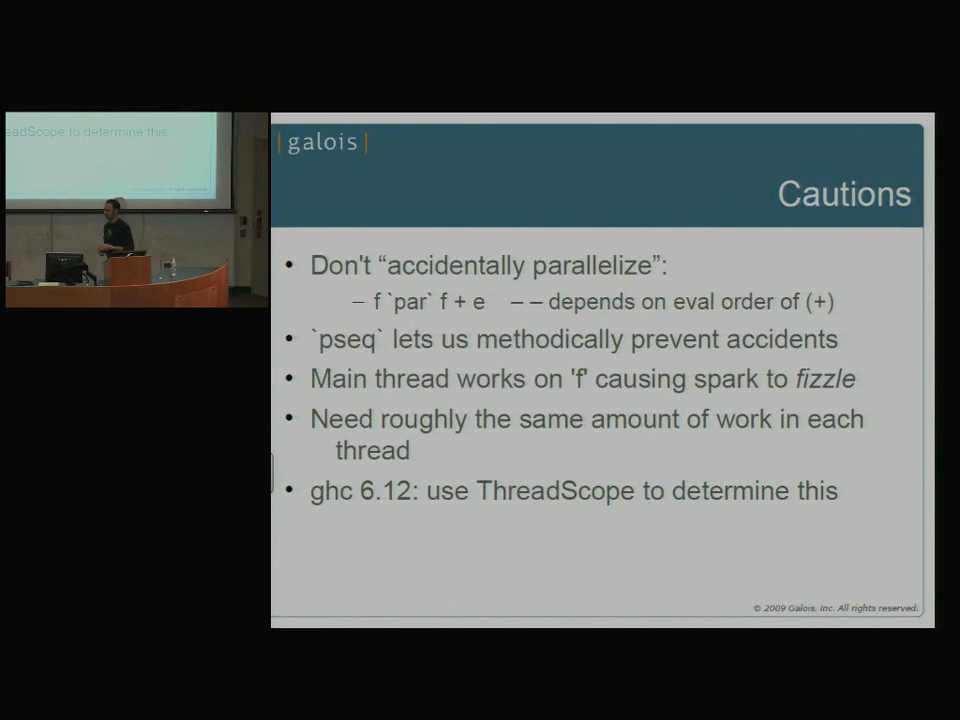 eadScope to determine this
|galois|
Cautions
• Don't “accidentally parallelize”:
– f `par` f + e – – depends on eval order of (+)
• `pseq` lets us methodically prevent accidents
• Main thread works on 'f' causing spark to fizzle
• Need roughly the same amount of work in each
thread
• ghc 6.12: use ThreadScope to determine this
© 2009 Galois, Inc. All rights reserved.